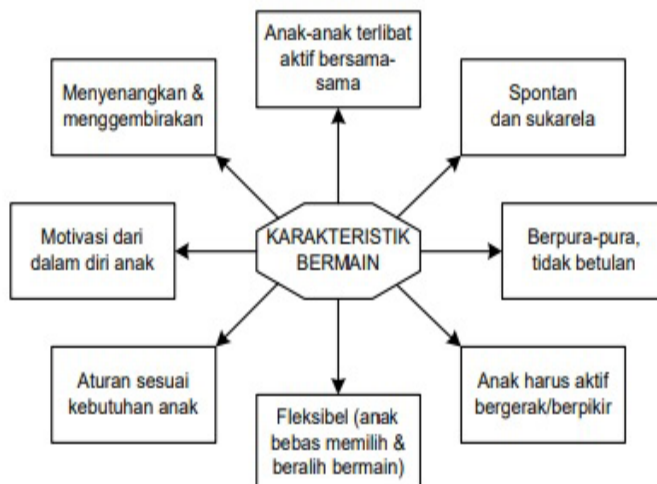 Anak-anak terlibat
aktif bersama-
sama
Menyenangkan &
menggembirakan
Spontan
dan sukarela
Motivasi dari
dalam diri anak
KARAKTERISTIK
BERMAIN
Berpura-pura,
tidak betulan
Aturan sesuai
kebutuhan anak
Fleksibel (anak
bebas memilih &
beralih bermain)
Anak harus aktif
bergerak/berpikir